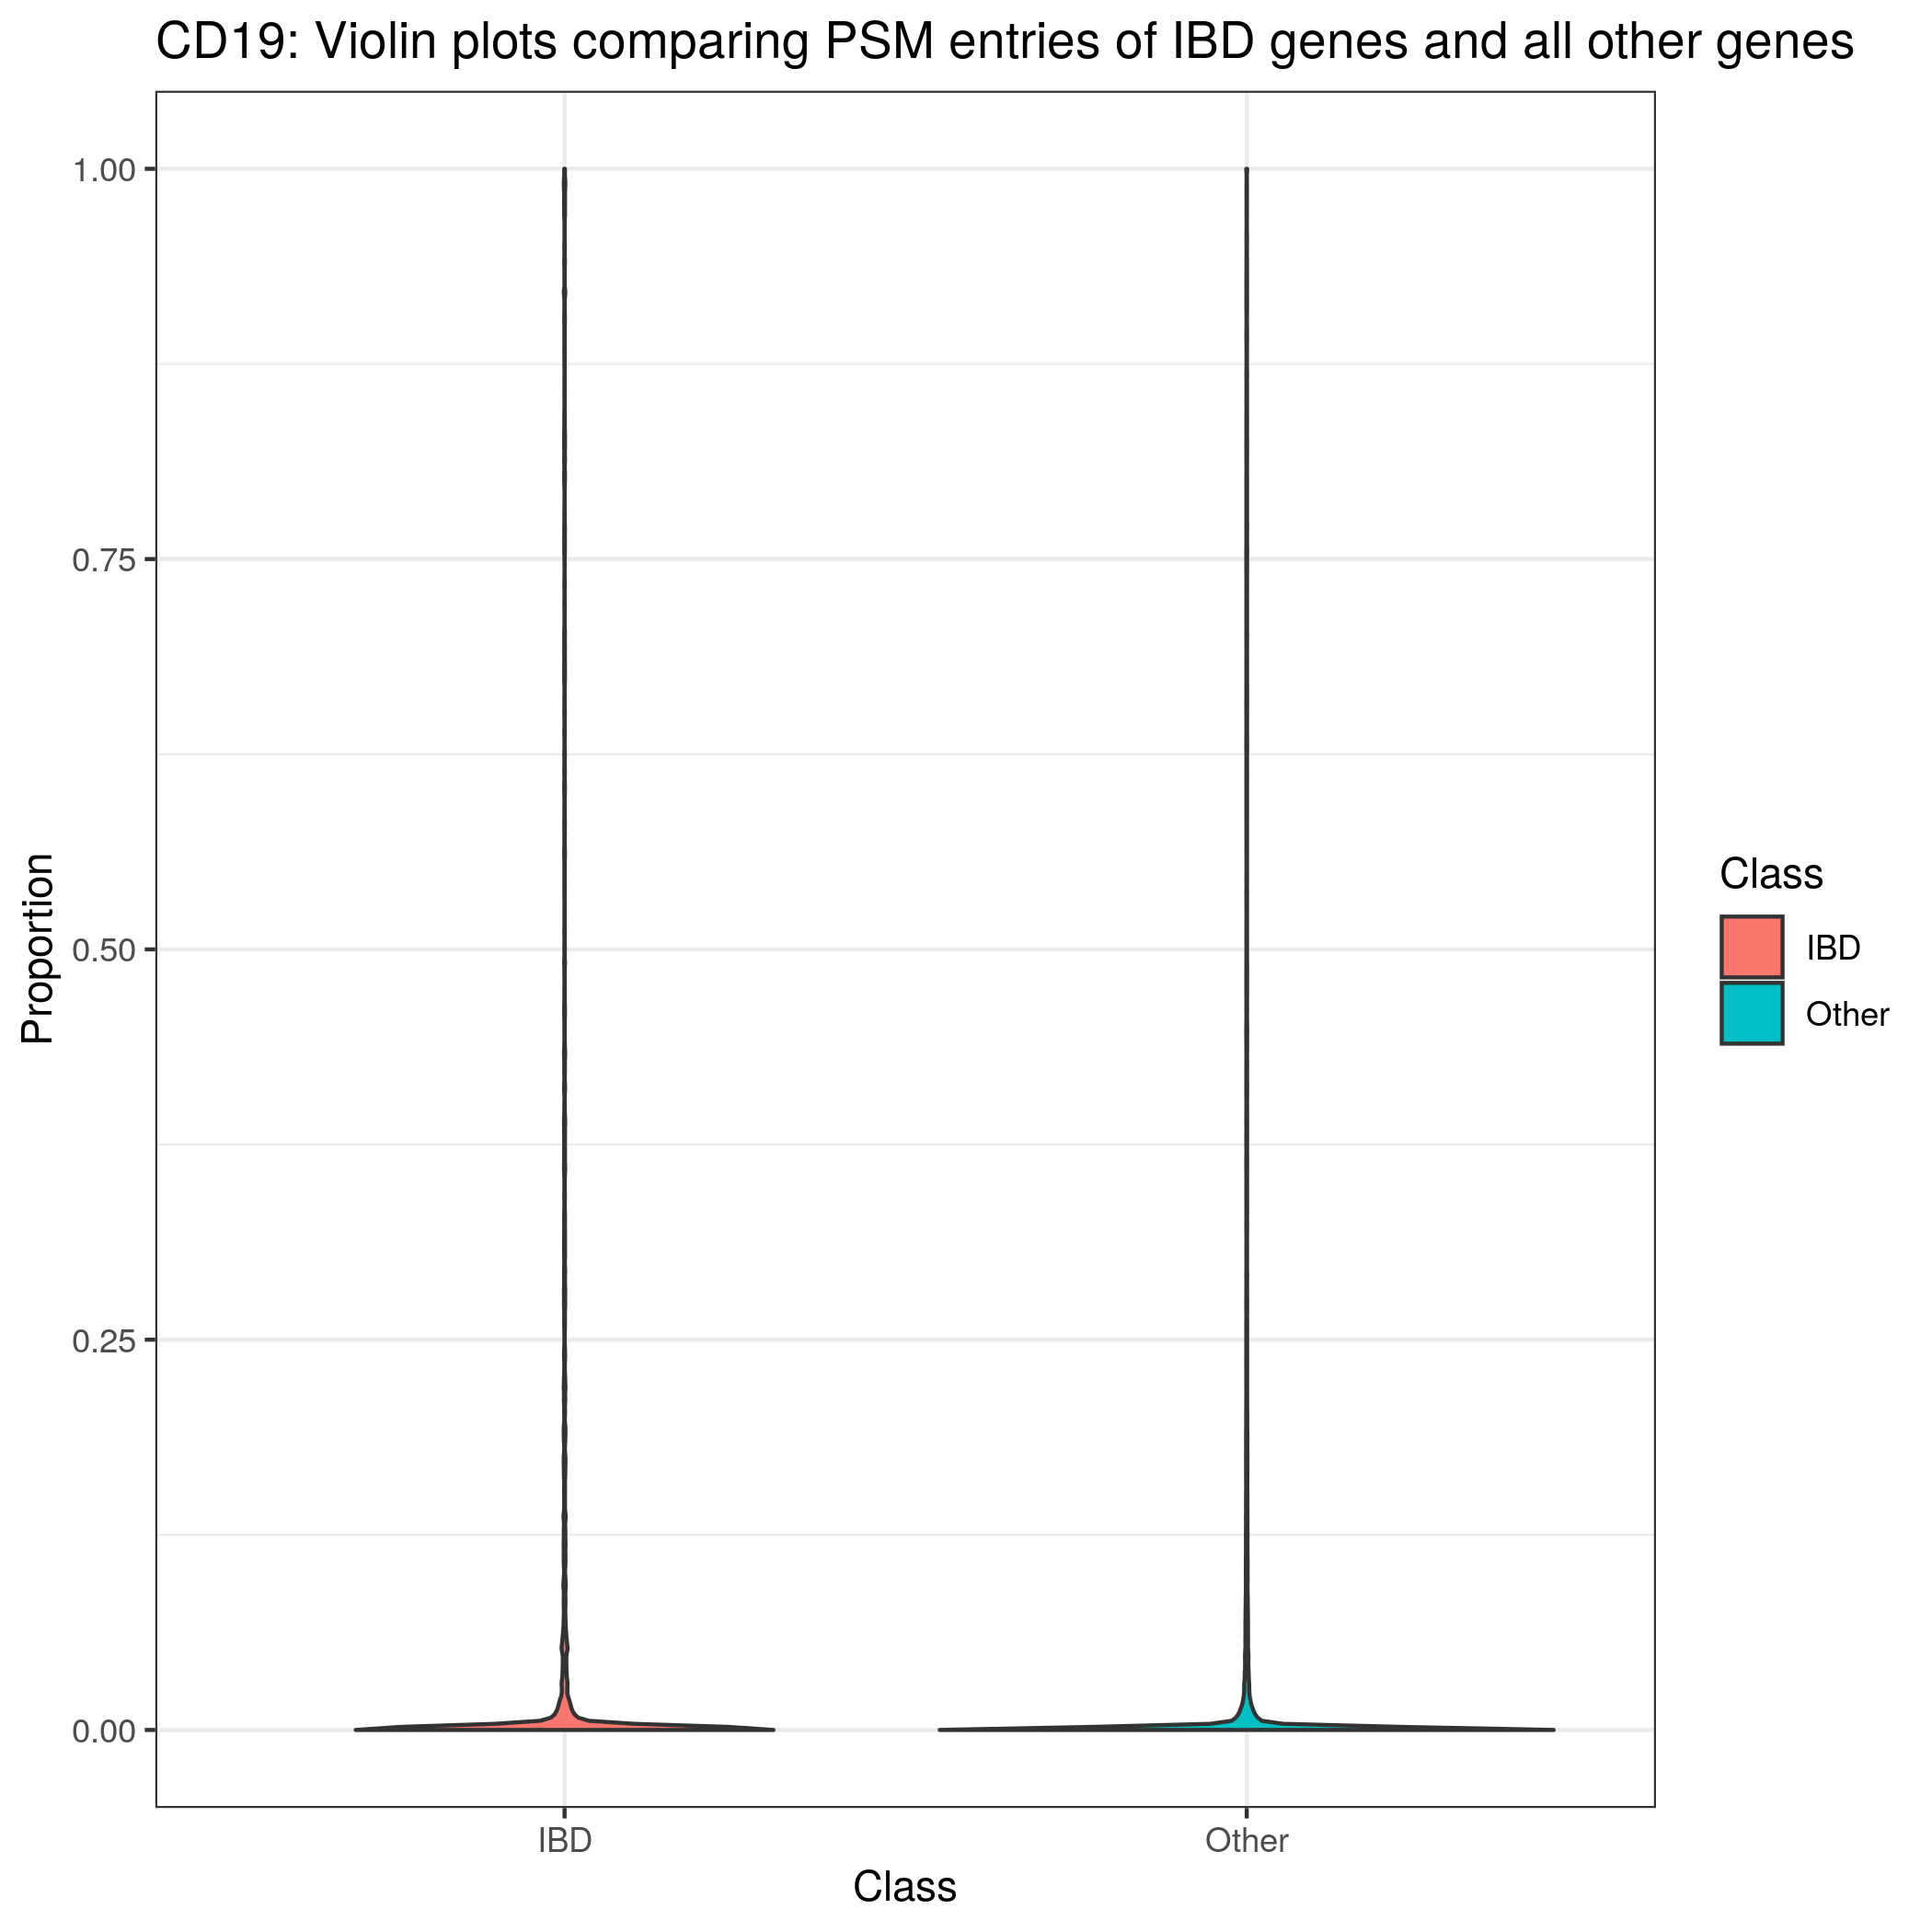 CD19: Violin plots comparing PSM entries of IBD genes and all other genes
1.00
0.75
0.50
0.25
0.00
Proportion
IBD
Other
Class
Class
IBD
Other